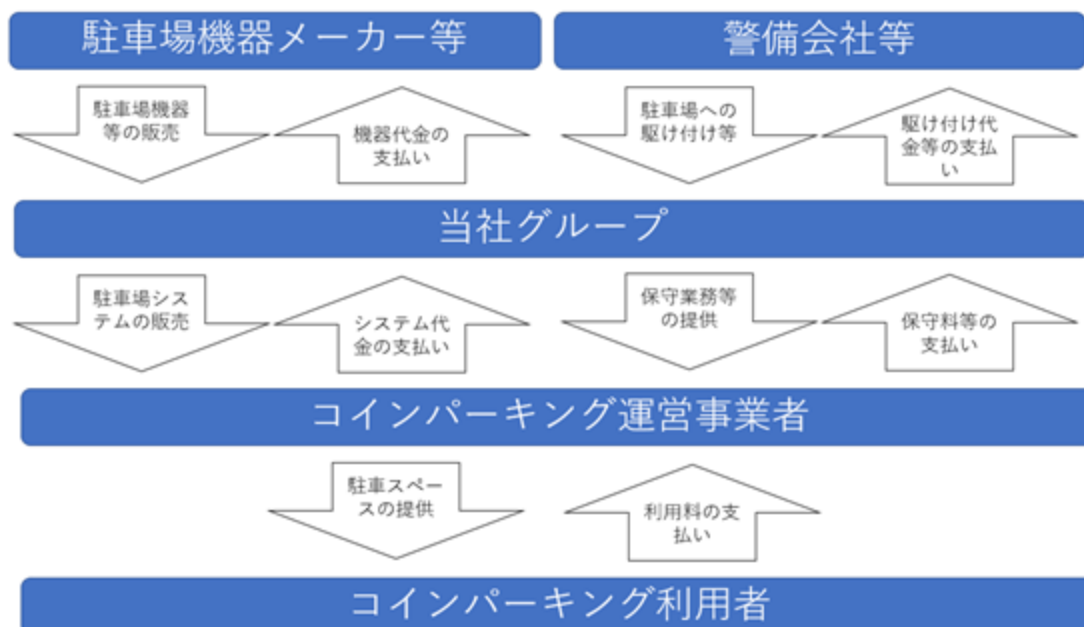 駐車場機器メーカー等
警備会社等
駐車場機器
等の販売
機器代金の
支払い
駐車場への
駆け付け等
駆け付け代
金等の支払
い
当社グループ
駐車場シス
テムの販売
システム代
金の支払い
保守業務等
の提供
保守料等の
支払い
コインパーキング運営事業者
駐車スペー
スの提供
利用料の支
払い
コインパーキング利用者